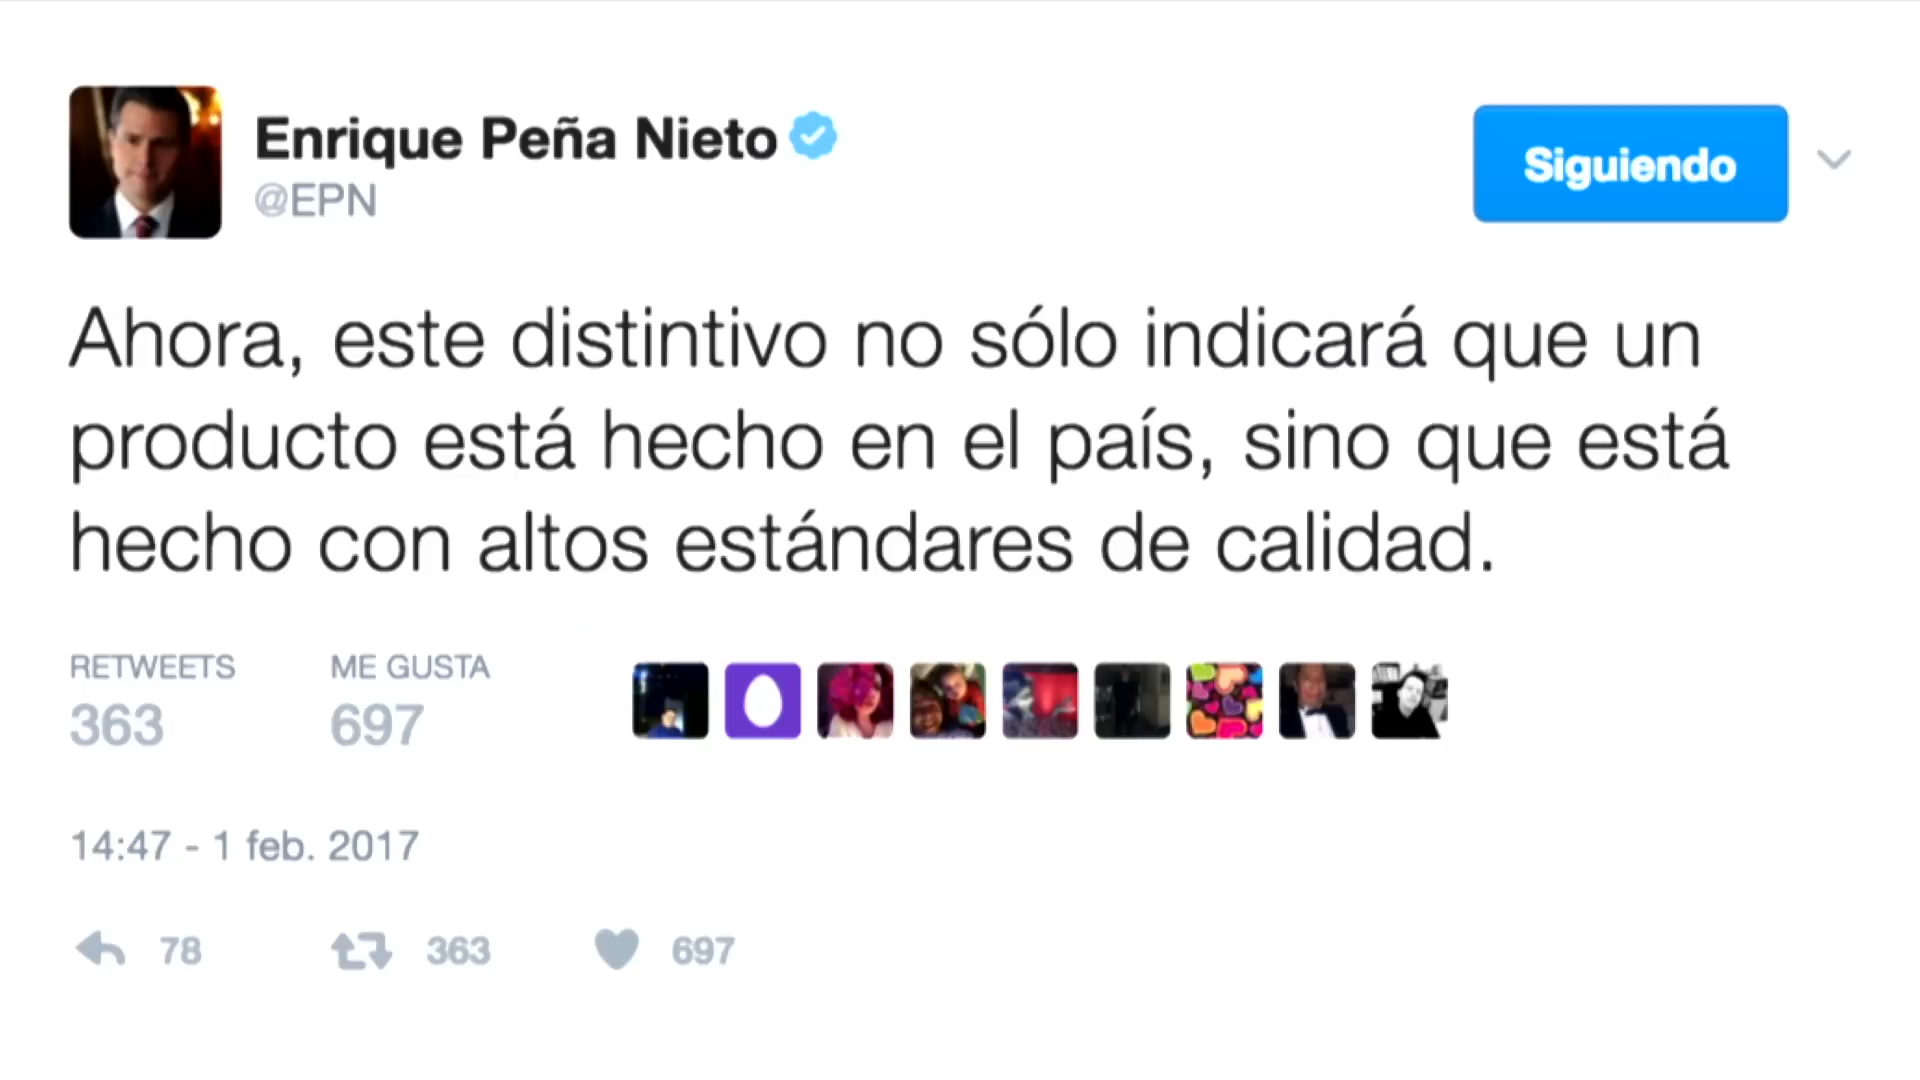 Enrique Peña Nieto
@EPN
Siguiendo
Ahora, este distintivo no sólo indicará que un
producto está hecho en el país, sino que está
hecho con altos estándares de calidad.
RETWEETS ME GUSTA
363 697
14:47 - 1 feb. 2017
78 363 697